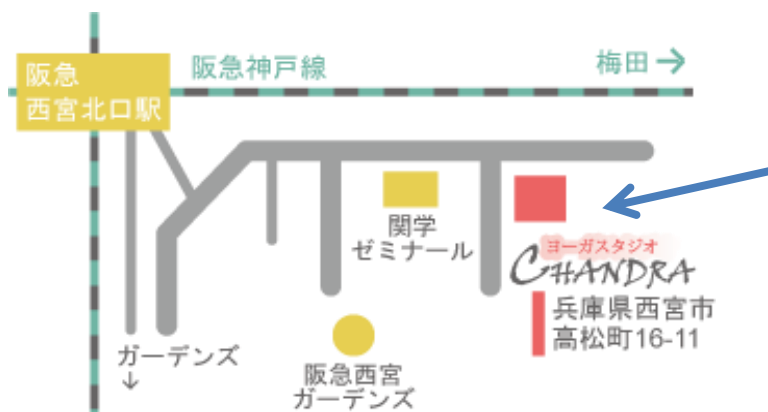 阪急
西宮北口駅
阪急神戸線
梅田→
関学
ゼミナール
ヨーガスタジオ
CHANDRA
兵庫県西宮市
高松町16-11
ガーデンズ
↓
阪急西宮
ガーデンズ